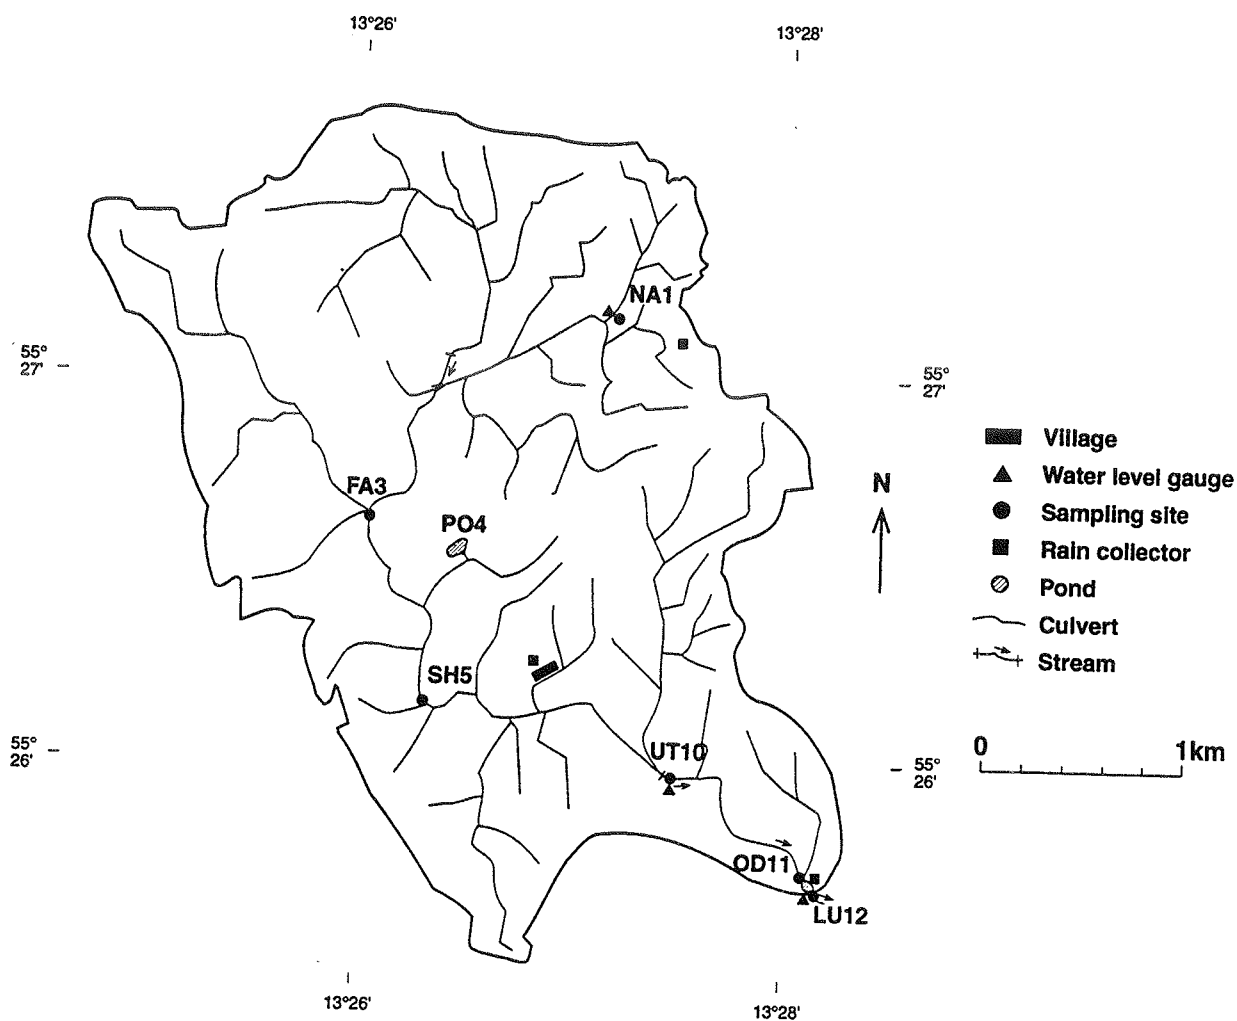 13°26'
13°28'
NA1
55°
27'
55°
27'
Village
Water level gauge
Sampling site
Rain collector
Pond
Culvert
Stream
N
FA3
PO4
SH5
UT10
55°
26'
55°
26'
0 1km
OD11
LU12
13°26'
13°28'